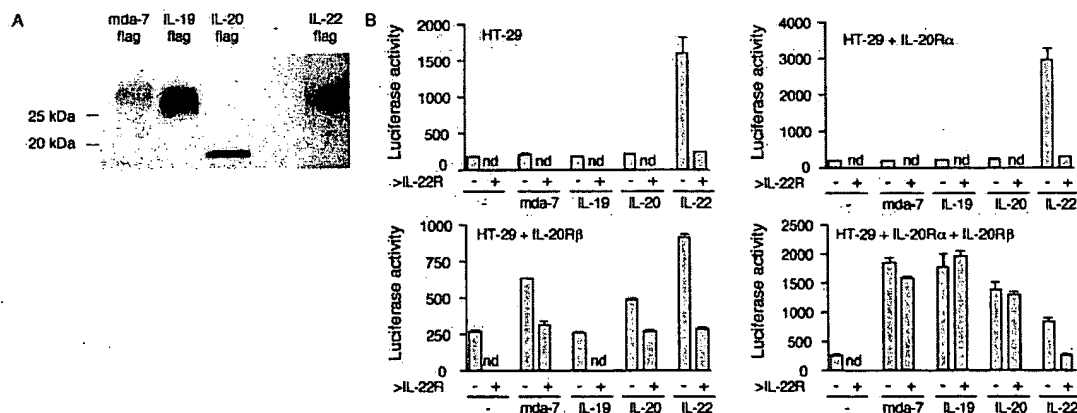 A
mda-7 IL-19 IL-20 IL-22
flag flag flag flag
25 kDa
20 kDa
B
HT-29
Luciferase activity
2000
1500
1000
500
0
nd nd nd nd
>IL-22R - + - + - + - + - +
- mda-7 IL-19 IL-20 IL-22
HT-29 + IL-20Rα
Luciferase activity
4000
3000
2000
1000
0
nd nd nd nd
>IL-22R - + - + - + - + - +
- mda-7 IL-19 IL-20 IL-22
HT-29 + IL-20Rβ
Luciferase activity
1000
750
500
250
0
nd nd
>IL-22R - + - + - + - + - +
- mda-7 IL-19 IL-20 IL-22
HT-29 + IL-20Rα + IL-20Rβ
Luciferase activity
2500
2000
1500
1000
500
0
nd
>IL-22R - + - + - + - + - +
- mda-7 IL-19 IL-20 IL-22